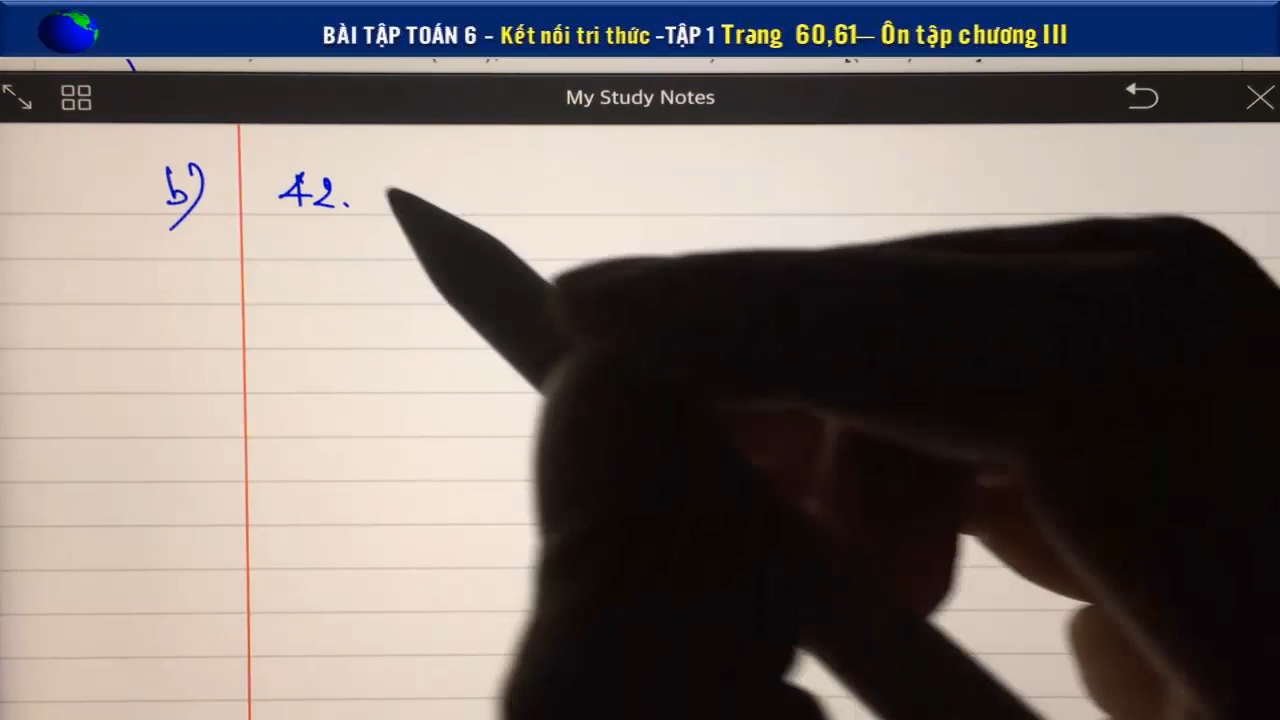 BÀI TẬP TOÁN 6 - Kết nối tri thức -TẬP 1 Trang 60,61– Ôn tập chương III
My Study Notes
b) 42.